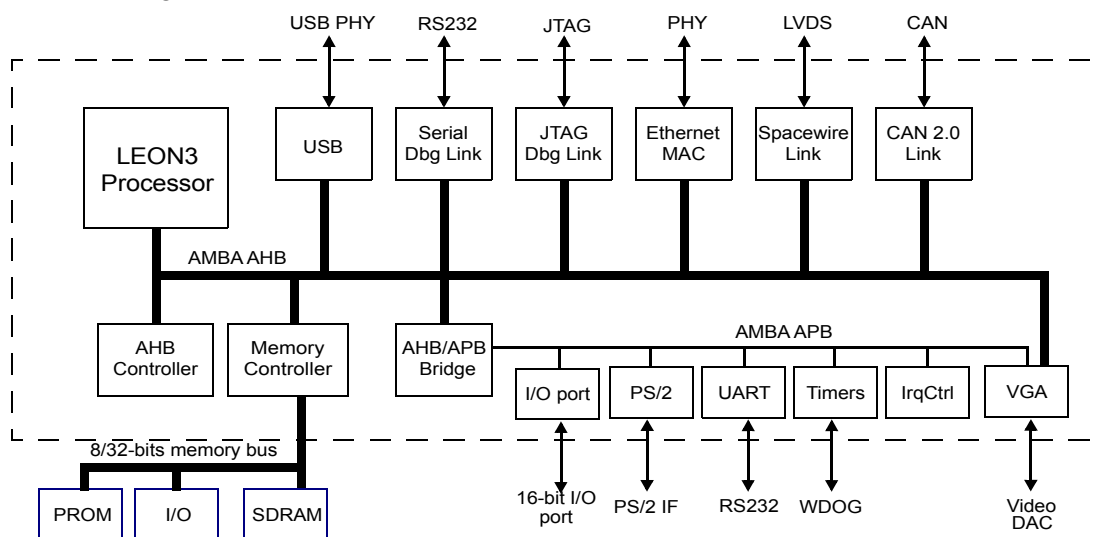 USB PHY
RS232
JTAG
PHY
LVDS
CAN
LEON3
Processor
USB
Serial
Dbg Link
JTAG
Dbg Link
Ethernet
MAC
Spacewire
Link
CAN 2.0
Link
AMBA AHB
AHB
Controller
Memory
Controller
AHB/APB
Bridge
AMBA APB
I/O port
PS/2
UART
Timers
IrqCtrl
VGA
8/32-bits memory bus
PROM
I/O
SDRAM
16-bit I/O
port
PS/2 IF
RS232
WDOG
Video
DAC